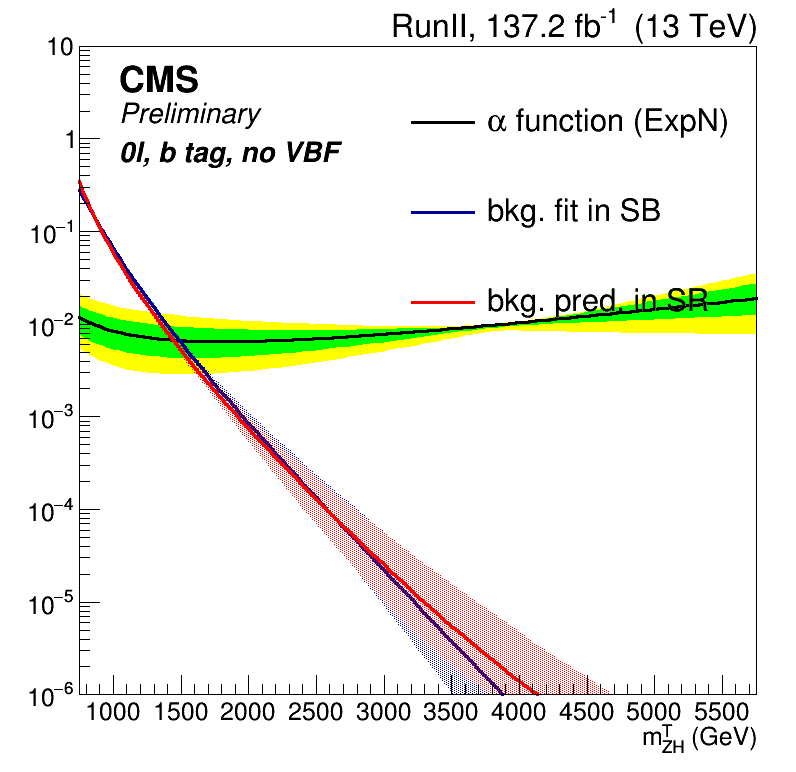 RunII, 137.2 fb⁻¹ (13 TeV)
CMS
Preliminary
0l, b tag, no VBF
α function (ExpN)
bkg. fit in SB
bkg. pred. in SR
10
1
10⁻¹
10⁻²
10⁻³
10⁻⁴
10⁻⁵
10⁻⁶
1000 1500 2000 2500 3000 3500 4000 4500 5000 5500
m_ZH^T (GeV)